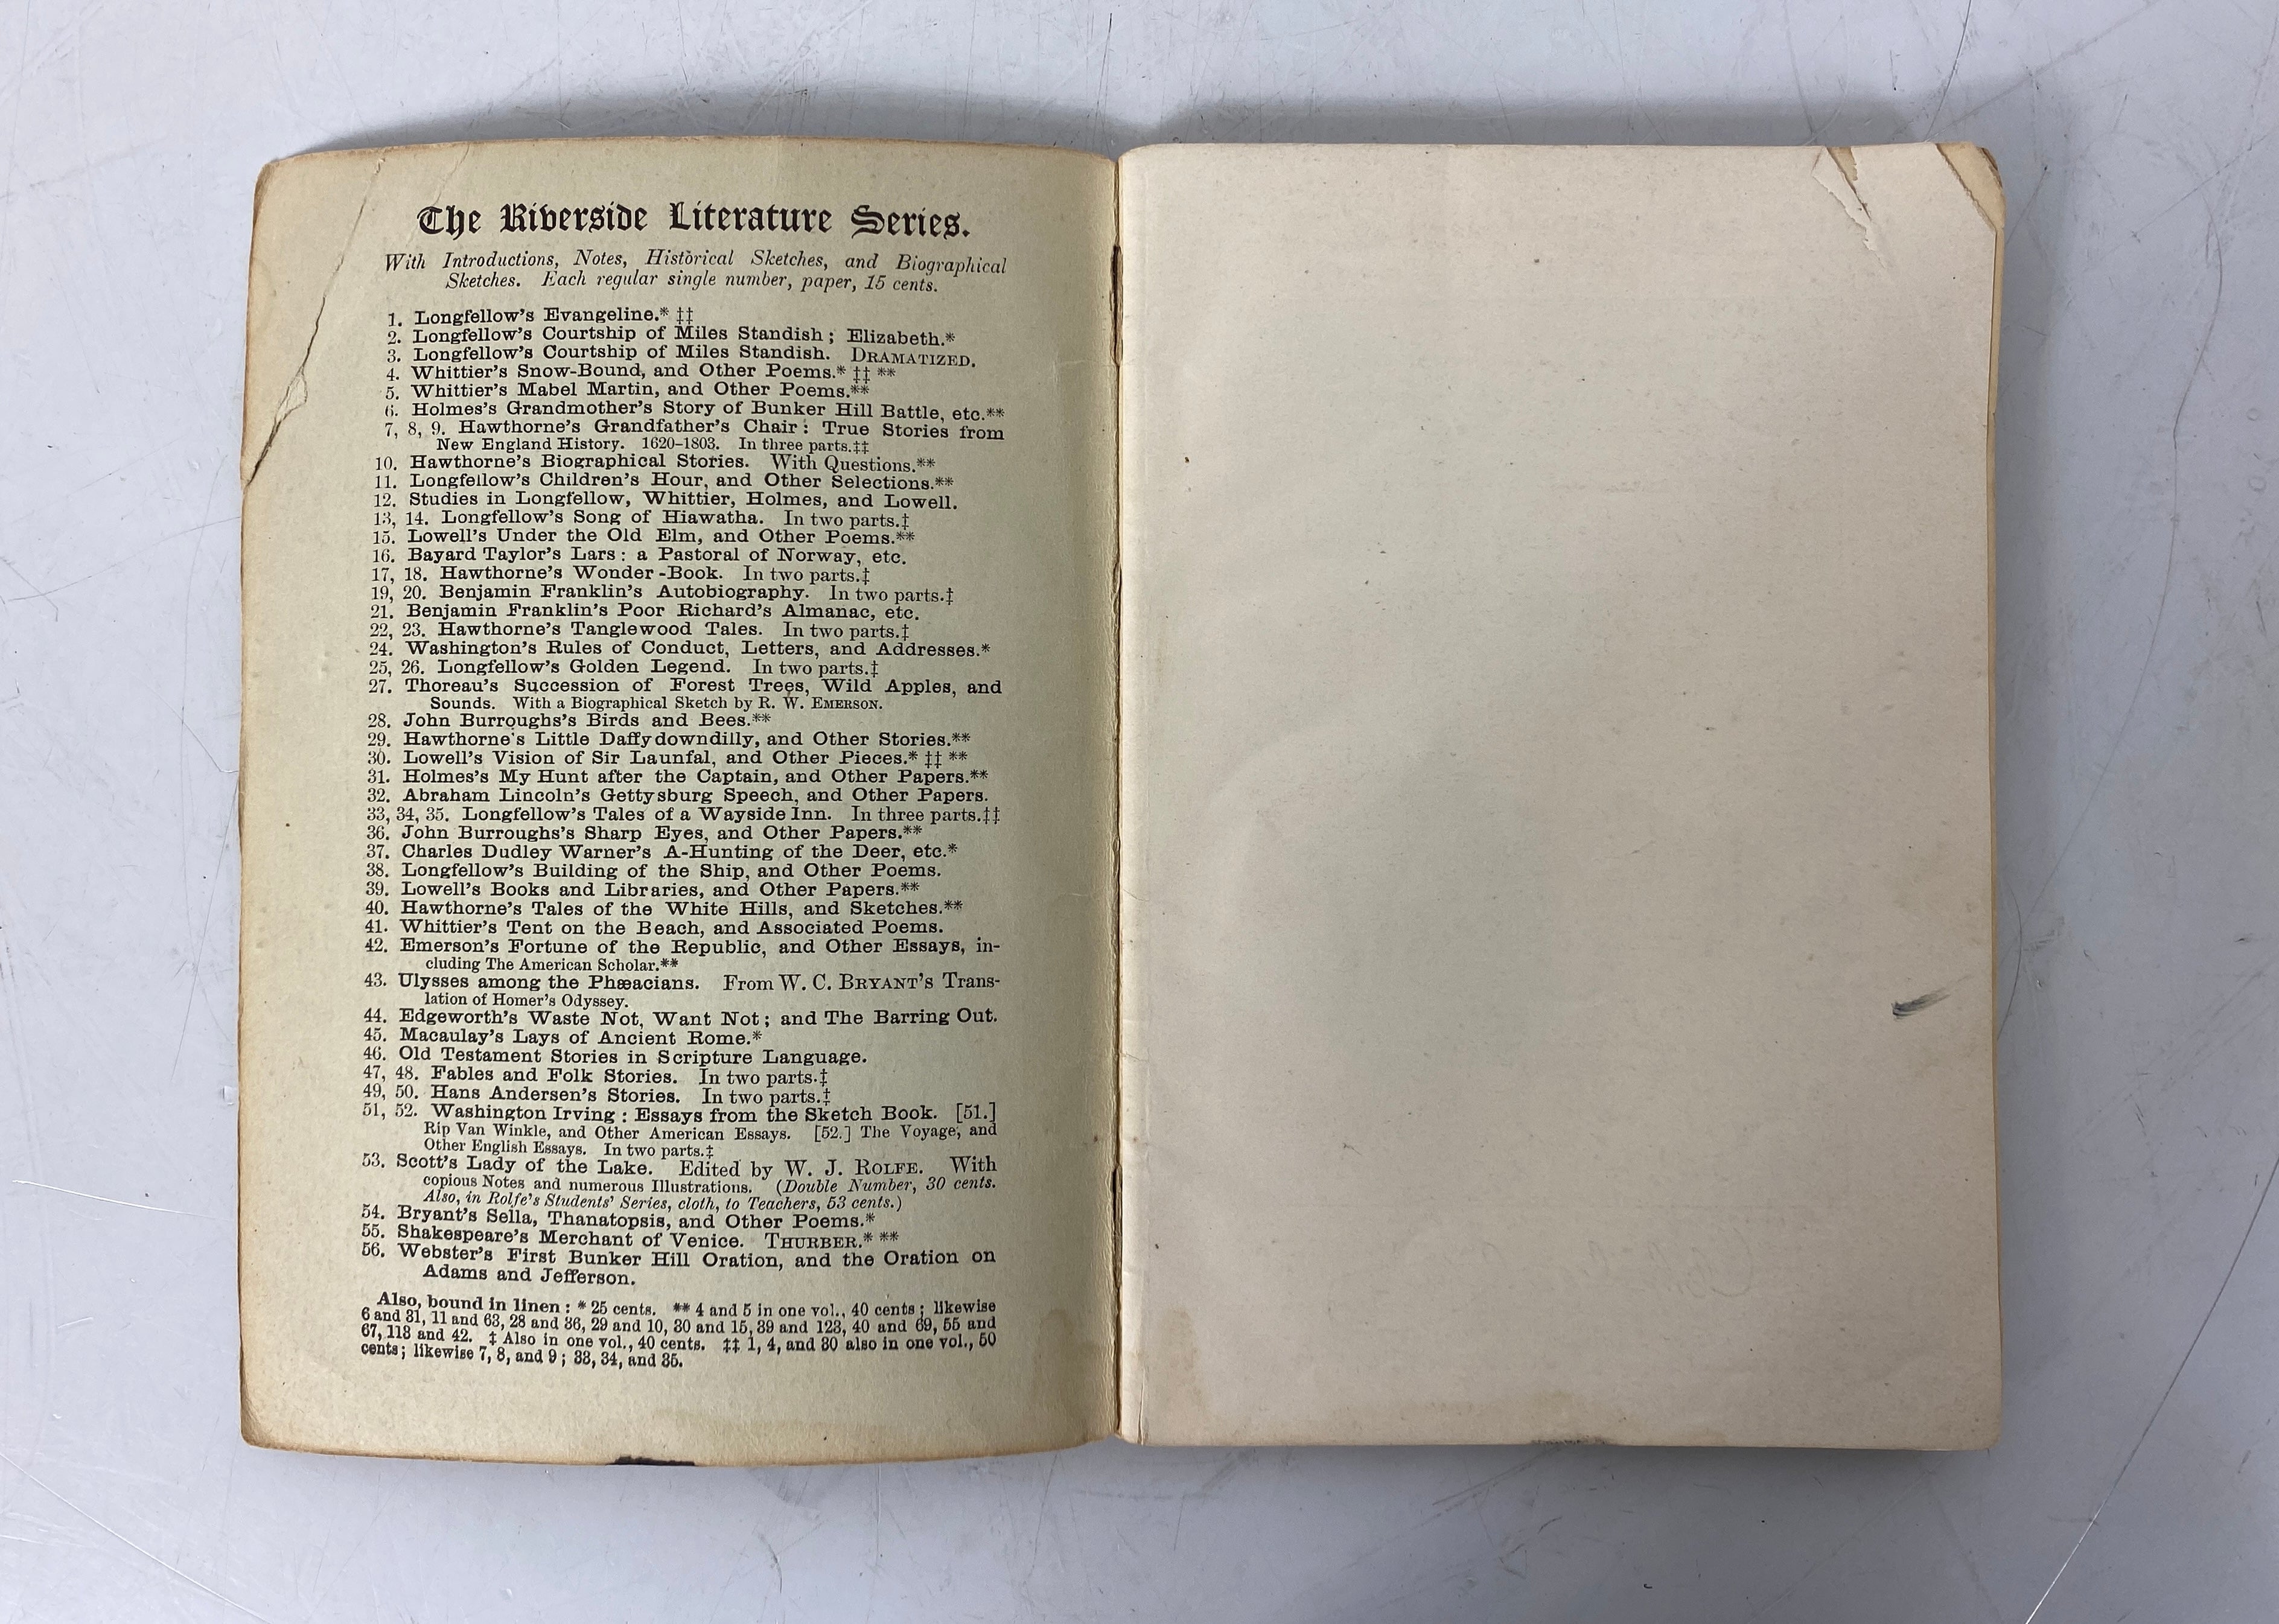 The Riverside Literature Series.
With Introductions, Notes, Historical Sketches, and Biographical
Sketches. Each regular single number, paper, 15 cents.
1. Longfellow's Evangeline.* ‡‡
2. Longfellow's Courtship of Miles Standish; Elizabeth.*
3. Longfellow's Courtship of Miles Standish. DRAMATIZED.
4. Whittier's Snow-Bound, and Other Poems.* ‡‡ **
5. Whittier's Mabel Martin, and Other Poems.**
6. Holmes's Grandmother's Story of Bunker Hill Battle, etc.**
7, 8, 9. Hawthorne's Grandfather's Chair: True Stories from
New England History. 1620-1803. In three parts.‡‡
10. Hawthorne's Biographical Stories. With Questions.**
11. Longfellow's Children's Hour, and Other Selections.**
12. Studies in Longfellow, Whittier, Holmes, and Lowell.
13, 14. Longfellow's Song of Hiawatha. In two parts.‡
15. Lowell's Under the Old Elm, and Other Poems.**
16. Bayard Taylor's Lars: a Pastoral of Norway, etc.
17, 18. Hawthorne's Wonder-Book. In two parts.‡
19, 20. Benjamin Franklin's Autobiography. In two parts.‡
21. Benjamin Franklin's Poor Richard's Almanac, etc.
22, 23. Hawthorne's Tanglewood Tales. In two parts.‡
24. Washington's Rules of Conduct, Letters, and Addresses.*
25, 26. Longfellow's Golden Legend. In two parts.‡
27. Thoreau's Succession of Forest Trees, Wild Apples, and
Sounds. With a Biographical Sketch by R. W. EMERSON.
28. John Burroughs's Birds and Bees.**
29. Hawthorne's Little Daffydowndilly, and Other Stories.**
30. Lowell's Vision of Sir Launfal, and Other Pieces.* ‡‡ **
31. Holmes's My Hunt after the Captain, and Other Papers.**
32. Abraham Lincoln's Gettysburg Speech, and Other Papers.
33, 34, 35. Longfellow's Tales of a Wayside Inn. In three parts.‡‡
36. John Burroughs's Sharp Eyes, and Other Papers.**
37. Charles Dudley Warner's A-Hunting of the Deer, etc.*
38. Longfellow's Building of the Ship, and Other Poems.
39. Lowell's Books and Libraries, and Other Papers.**
40. Hawthorne's Tales of the White Hills, and Sketches.**
41. Whittier's Tent on the Beach, and Associated Poems.
42. Emerson's Fortune of the Republic, and Other Essays, in-
cluding The American Scholar.**
43. Ulysses among the Phæacians. From W. C. BRYANT'S Trans-
lation of Homer's Odyssey.
44. Edgeworth's Waste Not, Want Not; and The Barring Out.
45. Macaulay's Lays of Ancient Rome.*
46. Old Testament Stories in Scripture Language.
47, 48. Fables and Folk Stories. In two parts.‡
49, 50. Hans Andersen's Stories. In two parts.‡
51, 52. Washington Irving: Essays from the Sketch Book. [51.]
Rip Van Winkle, and Other American Essays. [52.] The Voyage, and
Other English Essays. In two parts.‡
53. Scott's Lady of the Lake. Edited by W. J. ROLFE. With
copious Notes and numerous Illustrations. (Double Number, 30 cents.
Also, in Rolfe's Students' Series, cloth, to Teachers, 53 cents.)
54. Bryant's Sella, Thanatopsis, and Other Poems.*
55. Shakespeare's Merchant of Venice. THURBER.* **
56. Webster's First Bunker Hill Oration, and the Oration on
Adams and Jefferson.
Also, bound in linen: * 25 cents. ** 4 and 5 in one vol., 40 cents; likewise
6 and 31, 11 and 63, 28 and 36, 29 and 10, 30 and 15, 39 and 123, 40 and 69, 55 and
67, 113 and 42. ‡ Also in one vol., 40 cents. ‡‡ 1, 4, and 30 also in one vol., 50
cents; likewise 7, 8, and 9; 33, 34, and 35.